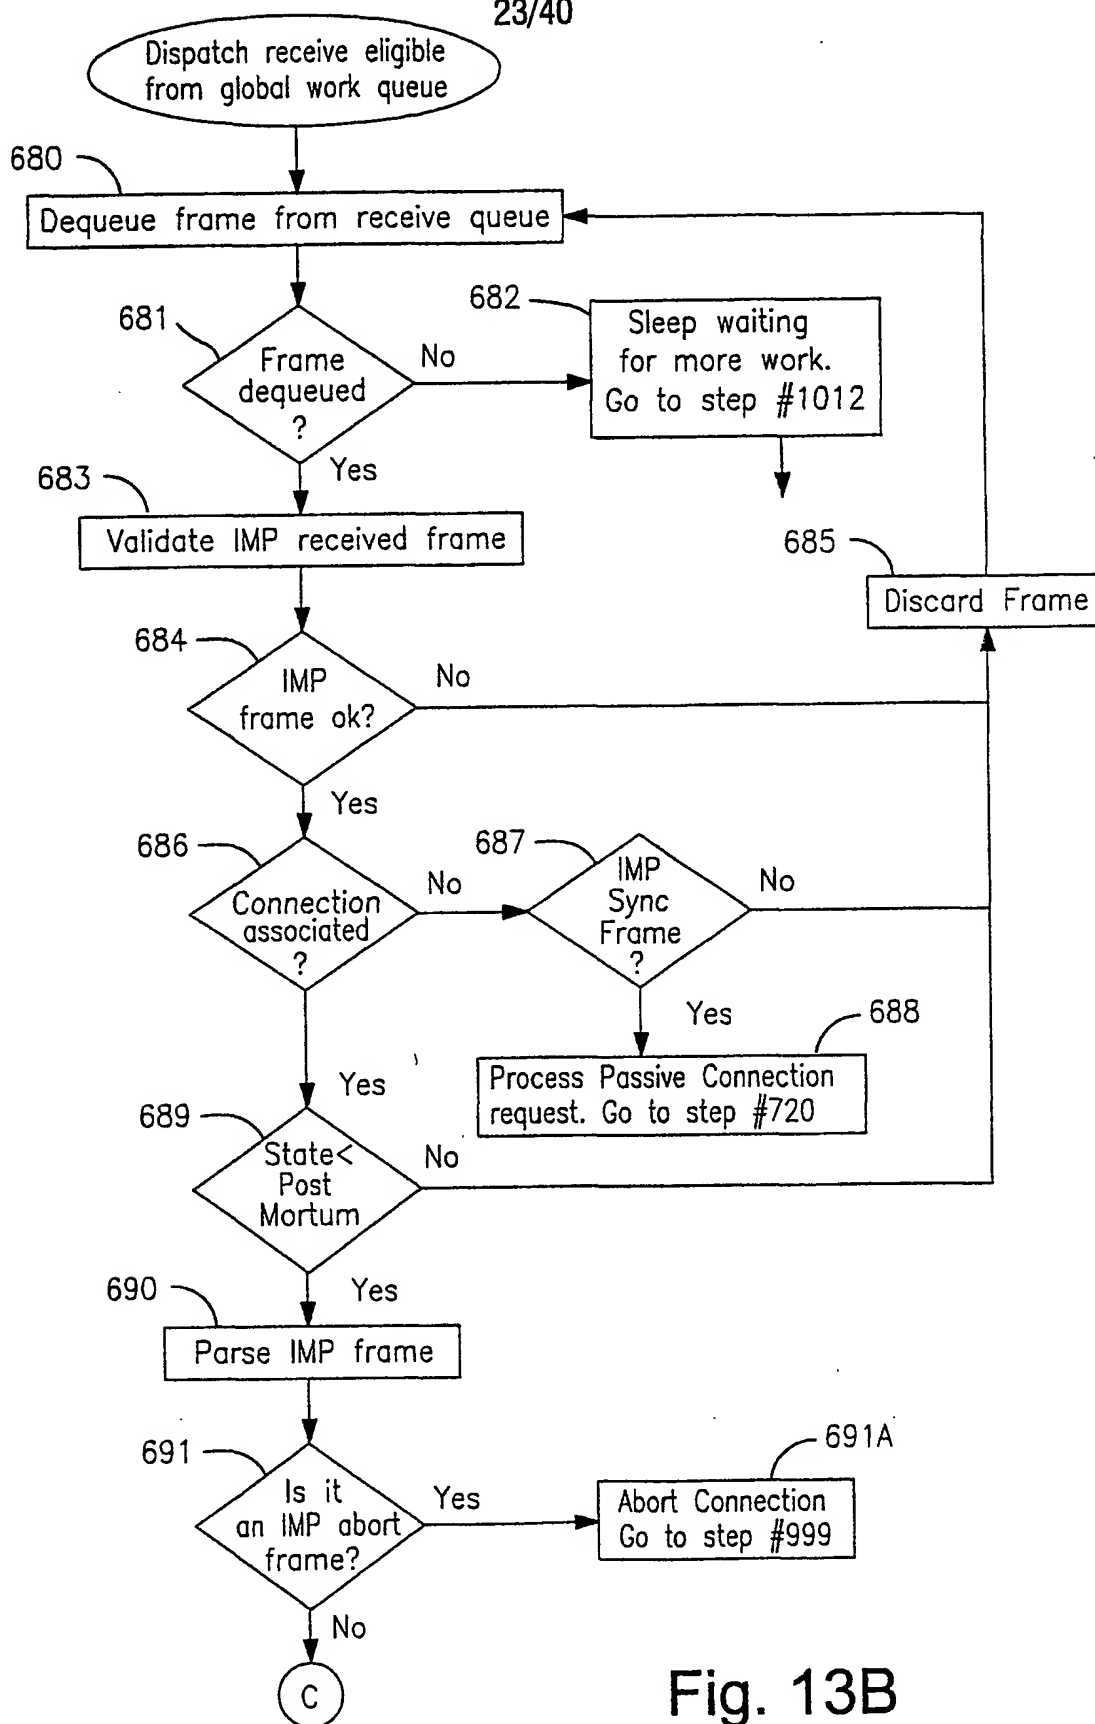 23/40
Dispatch receive eligible
from global work queue
680
Dequeue frame from receive queue
681
Frame
dequeued
?
No
682
Sleep waiting
for more work.
Go to step #1012
Yes
683
Validate IMP received frame
685
Discard Frame
684
IMP
frame ok?
No
Yes
686
Connection
associated
?
No
687
IMP
Sync
Frame
?
No
Yes
688
Process Passive Connection
request. Go to step #720
Yes
689
State<
Post
Mortum
No
Yes
690
Parse IMP frame
691
Is it
an IMP abort
frame?
Yes
691A
Abort Connection
Go to step #999
No
C
Fig. 13B